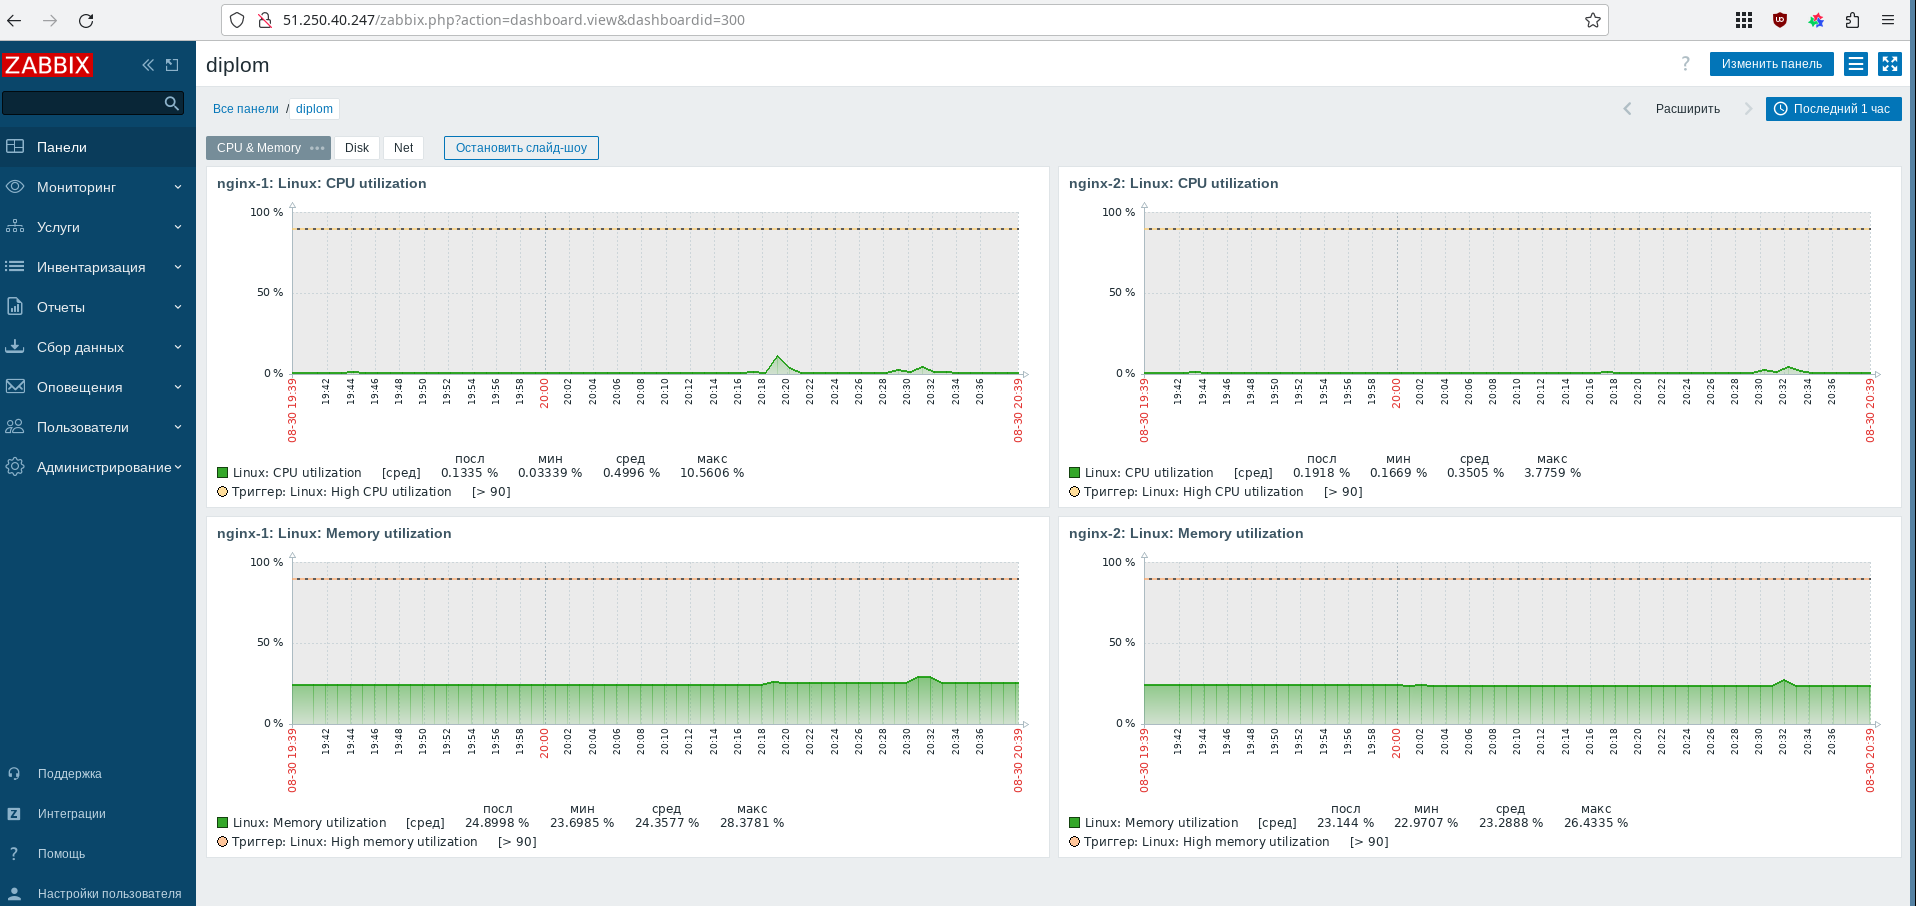 51.250.40.247/zabbix.php?action=dashboard.view&dashboardid=300
ZABBIX
Панели
Мониторинг
Услуги
Инвентаризация
Отчеты
Сбор данных
Оповещения
Пользователи
Администрирование
Поддержка
Z Интеграции
? Помощь
Настройки пользователя
diplom
? Изменить панель
Все панели / diplom
Расширить Последний 1 час
CPU & Memory ••• Disk Net Остановить слайд-шоу
nginx-1: Linux: CPU utilization
100 %
50 %
0 %
08-30 19:39 19:42 19:44 19:46 19:48 19:50 19:52 19:54 19:56 19:58 20:00 20:02 20:04 20:06 20:08 20:10 20:12 20:14 20:16 20:18 20:20 20:22 20:24 20:26 20:28 20:30 20:32 20:34 20:36 08-30 20:39
посл мин сред макс
Linux: CPU utilization [сред] 0.1335 % 0.03339 % 0.4996 % 10.5606 %
Триггер: Linux: High CPU utilization [> 90]
nginx-2: Linux: CPU utilization
100 %
50 %
0 %
08-30 19:39 19:42 19:44 19:46 19:48 19:50 19:52 19:54 19:56 19:58 20:00 20:02 20:04 20:06 20:08 20:10 20:12 20:14 20:16 20:18 20:20 20:22 20:24 20:26 20:28 20:30 20:32 20:34 20:36 08-30 20:39
посл мин сред макс
Linux: CPU utilization [сред] 0.1918 % 0.1669 % 0.3505 % 3.7759 %
Триггер: Linux: High CPU utilization [> 90]
nginx-1: Linux: Memory utilization
100 %
50 %
0 %
08-30 19:39 19:42 19:44 19:46 19:48 19:50 19:52 19:54 19:56 19:58 20:00 20:02 20:04 20:06 20:08 20:10 20:12 20:14 20:16 20:18 20:20 20:22 20:24 20:26 20:28 20:30 20:32 20:34 20:36 08-30 20:39
посл мин сред макс
Linux: Memory utilization [сред] 24.8998 % 23.6985 % 24.3577 % 28.3781 %
Триггер: Linux: High memory utilization [> 90]
nginx-2: Linux: Memory utilization
100 %
50 %
0 %
08-30 19:39 19:42 19:44 19:46 19:48 19:50 19:52 19:54 19:56 19:58 20:00 20:02 20:04 20:06 20:08 20:10 20:12 20:14 20:16 20:18 20:20 20:22 20:24 20:26 20:28 20:30 20:32 20:34 20:36 08-30 20:39
посл мин сред макс
Linux: Memory utilization [сред] 23.144 % 22.9707 % 23.2888 % 26.4335 %
Триггер: Linux: High memory utilization [> 90]